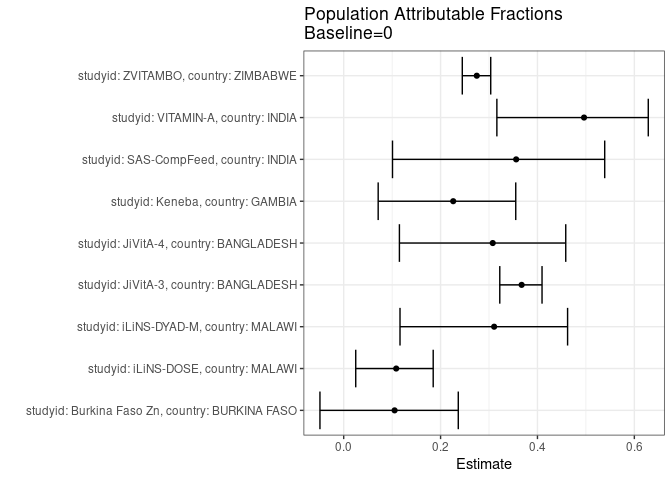 Population Attributable Fractions
Baseline=0
studyid: ZVITAMBO, country: ZIMBABWE
studyid: VITAMIN-A, country: INDIA
studyid: SAS-CompFeed, country: INDIA
studyid: Keneba, country: GAMBIA
studyid: JiVitA-4, country: BANGLADESH
studyid: JiVitA-3, country: BANGLADESH
studyid: iLiNS-DYAD-M, country: MALAWI
studyid: iLiNS-DOSE, country: MALAWI
studyid: Burkina Faso Zn, country: BURKINA FASO
0.0 0.2 0.4 0.6
Estimate